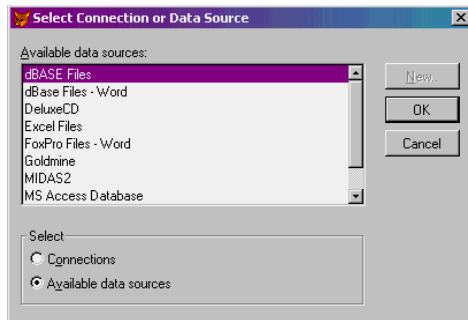 Select Connection or Data Source
Available data sources:
dBASE Files
dBase Files - Word
DeluxeCD
Excel Files
FoxPro Files - Word
Goldmine
MIDAS2
MS Access Database
New..
OK
Cancel
Select
Connections
Available data sources